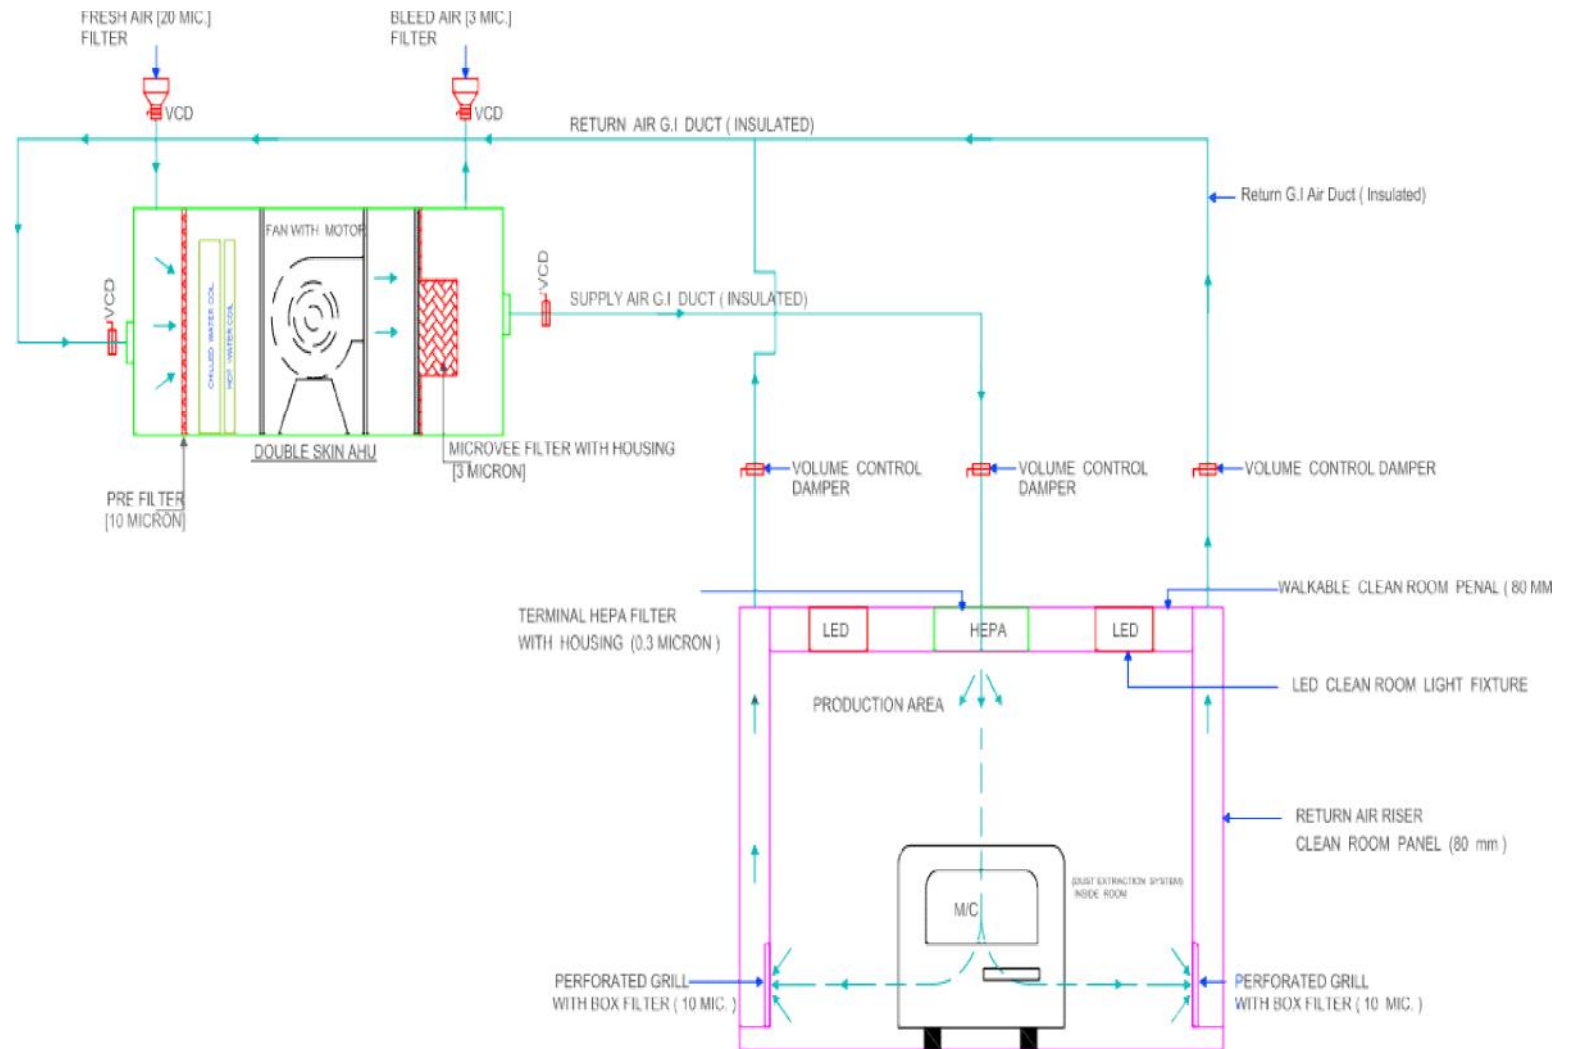 FRESH AIR [20 MIC.]
FILTER
BLEED AIR [3 MIC.]
FILTER
VCD
VCD
RETURN AIR G.I DUCT ( INSULATED)
Return G.I Air Duct ( Insulated)
FAN WITH MOTOR
VCD
VCD
SUPPLY AIR G.I DUCT ( INSULATED)
CHILLED WATER COIL
HOT WATER COIL
DOUBLE SKIN AHU
MICROVEE FILTER WITH HOUSING
[3 MICRON]
PRE FILTER
[10 MICRON]
VOLUME CONTROL
DAMPER
VOLUME CONTROL
DAMPER
VOLUME CONTROL DAMPER
WALKABLE CLEAN ROOM PENAL ( 80 MM
TERMINAL HEPA FILTER
WITH HOUSING (0.3 MICRON )
LED
HEPA
LED
LED CLEAN ROOM LIGHT FIXTURE
PRODUCTION AREA
RETURN AIR RISER
CLEAN ROOM PANEL (80 mm )
(DUST EXTRACTION SYSTEM)
INSIDE ROOM
M/C
PERFORATED GRILL
WITH BOX FILTER ( 10 MIC. )
PERFORATED GRILL
WITH BOX FILTER ( 10 MIC. )